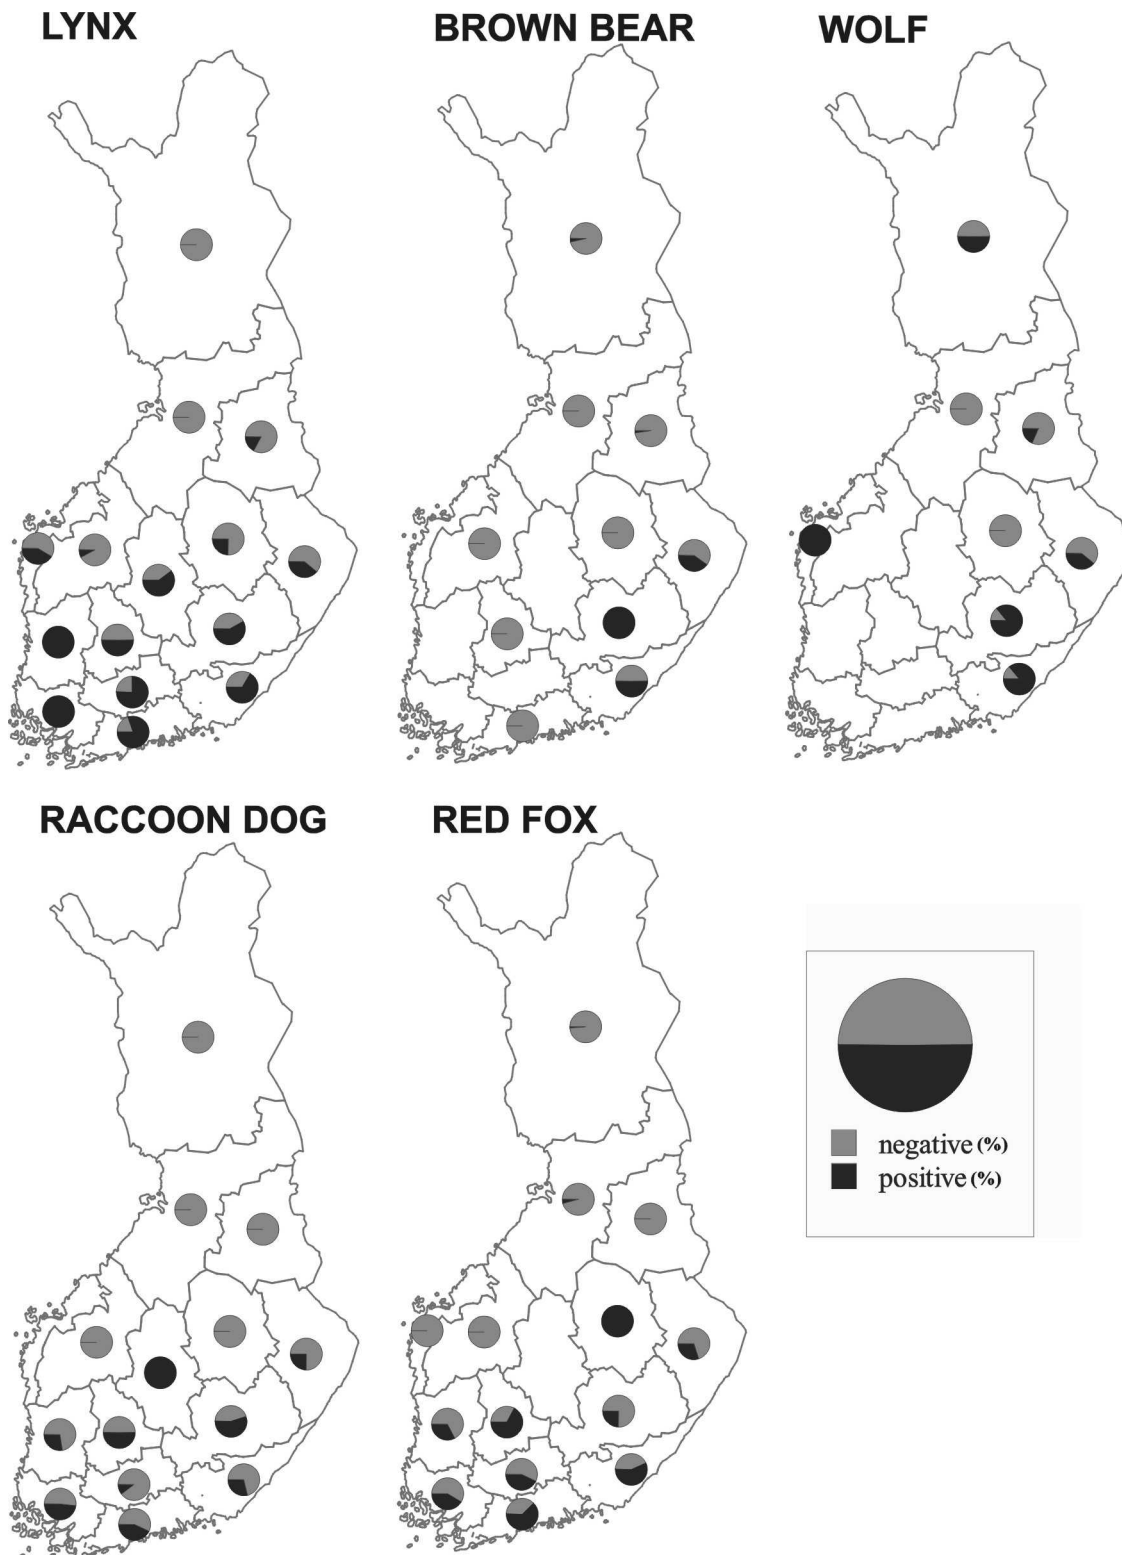 LYNX
BROWN BEAR
WOLF
RACCOON DOG
RED FOX
negative (%)
positive (%)